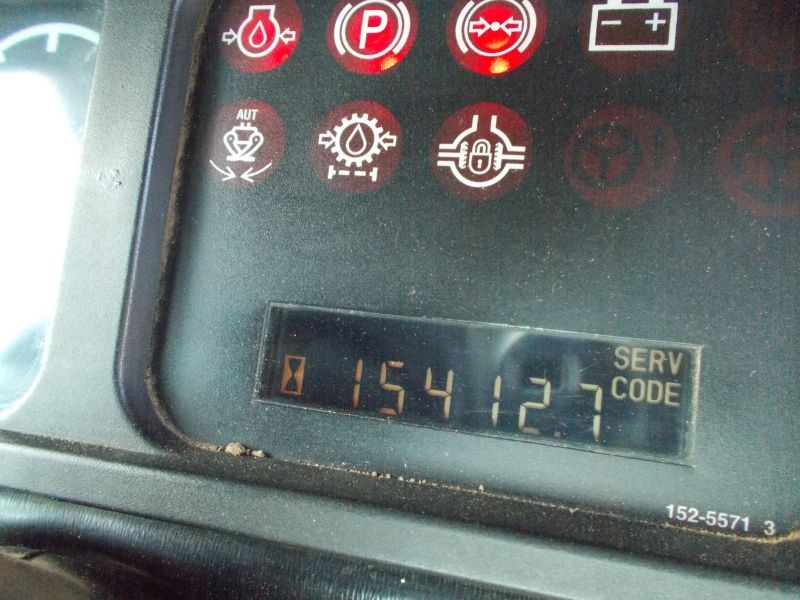 P
AUT
SERV
15412.7 CODE
152-5571 3